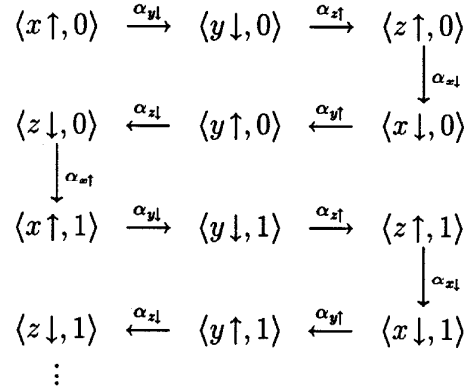 ⟨x↑,0⟩ —α_{y↓}→ ⟨y↓,0⟩ —α_{z↑}→ ⟨z↑,0⟩
↓ α_{x↓}
⟨z↓,0⟩ ←α_{z↓}— ⟨y↑,0⟩ ←α_{y↑}— ⟨x↓,0⟩
↓ α_{x↑}
⟨x↑,1⟩ —α_{y↓}→ ⟨y↓,1⟩ —α_{z↑}→ ⟨z↑,1⟩
↓ α_{x↓}
⟨z↓,1⟩ ←α_{z↓}— ⟨y↑,1⟩ ←α_{y↑}— ⟨x↓,1⟩
⋮